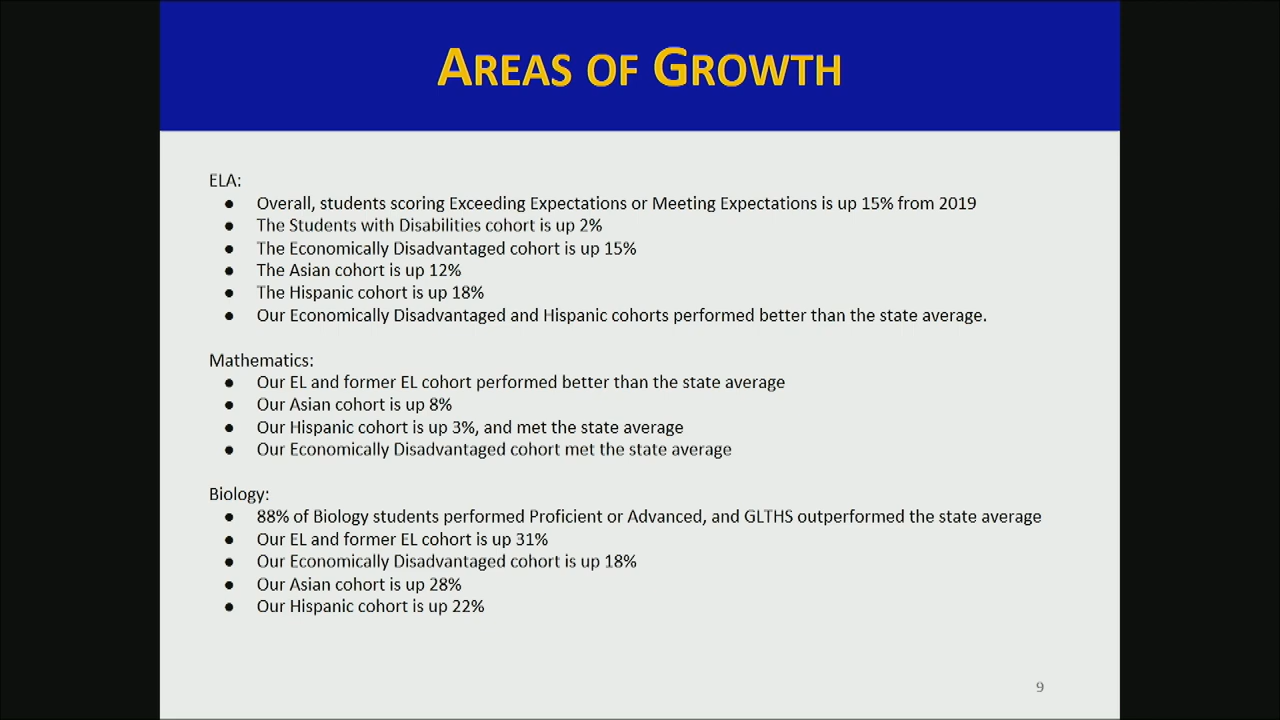 AREAS OF GROWTH
ELA:
● Overall, students scoring Exceeding Expectations or Meeting Expectations is up 15% from 2019
● The Students with Disabilities cohort is up 2%
● The Economically Disadvantaged cohort is up 15%
● The Asian cohort is up 12%
● The Hispanic cohort is up 18%
● Our Economically Disadvantaged and Hispanic cohorts performed better than the state average.
Mathematics:
● Our EL and former EL cohort performed better than the state average
● Our Asian cohort is up 8%
● Our Hispanic cohort is up 3%, and met the state average
● Our Economically Disadvantaged cohort met the state average
Biology:
● 88% of Biology students performed Proficient or Advanced, and GLTHS outperformed the state average
● Our EL and former EL cohort is up 31%
● Our Economically Disadvantaged cohort is up 18%
● Our Asian cohort is up 28%
● Our Hispanic cohort is up 22%
9